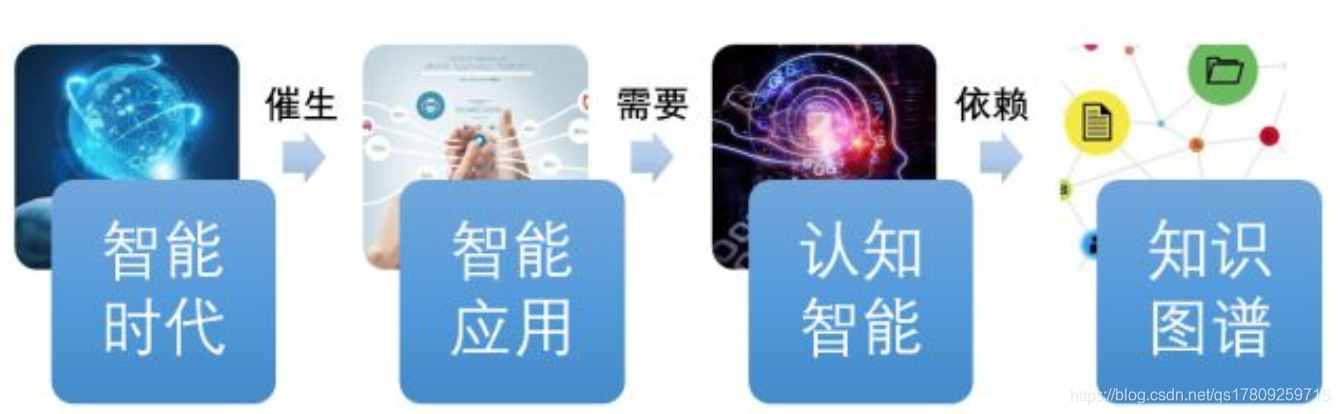 催生
需要
依赖
智能
时代
智能
应用
认知
智能
知识
图谱
https://blog.csdn.net/qs17809259715